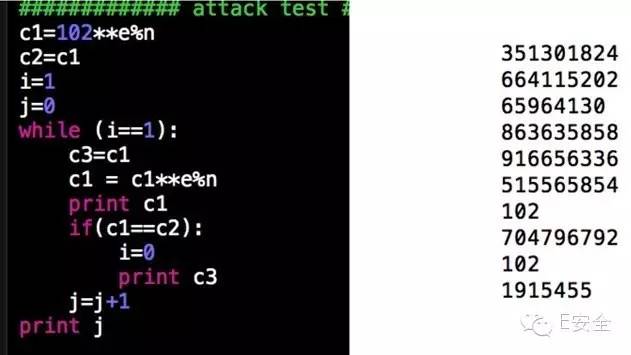 ############# attack test #
c1=102**e%n
c2=c1
i=1
j=0
while (i==1):
    c3=c1
    c1 = c1**e%n
    print c1
    if(c1==c2):
        i=0
        print c3
    j=j+1
print j
351301824
664115202
65964130
863635858
916656336
515565854
102
704796792
102
1915455
E安全